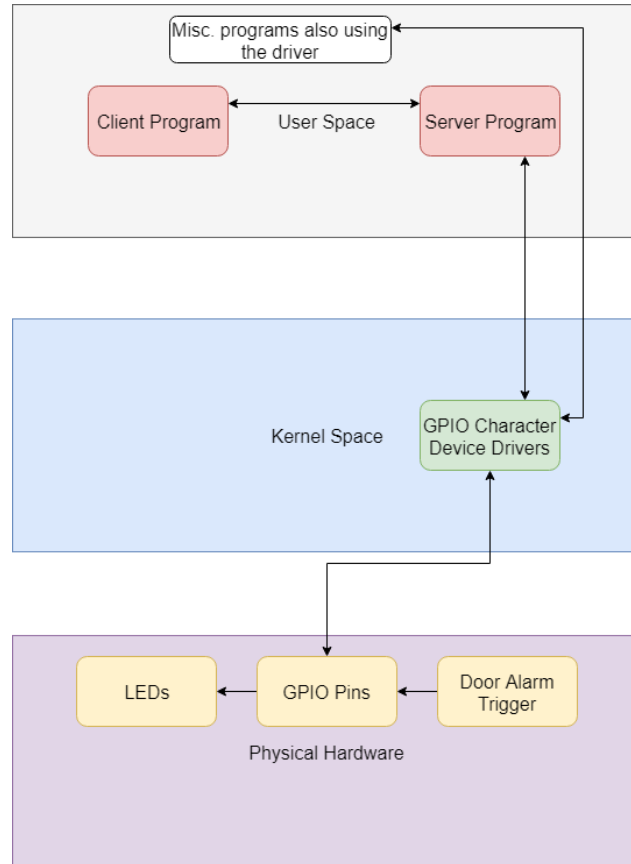 Misc. programs also using
the driver
Client Program
User Space
Server Program
Kernel Space
GPIO Character
Device Drivers
LEDs
GPIO Pins
Door Alarm
Trigger
Physical Hardware